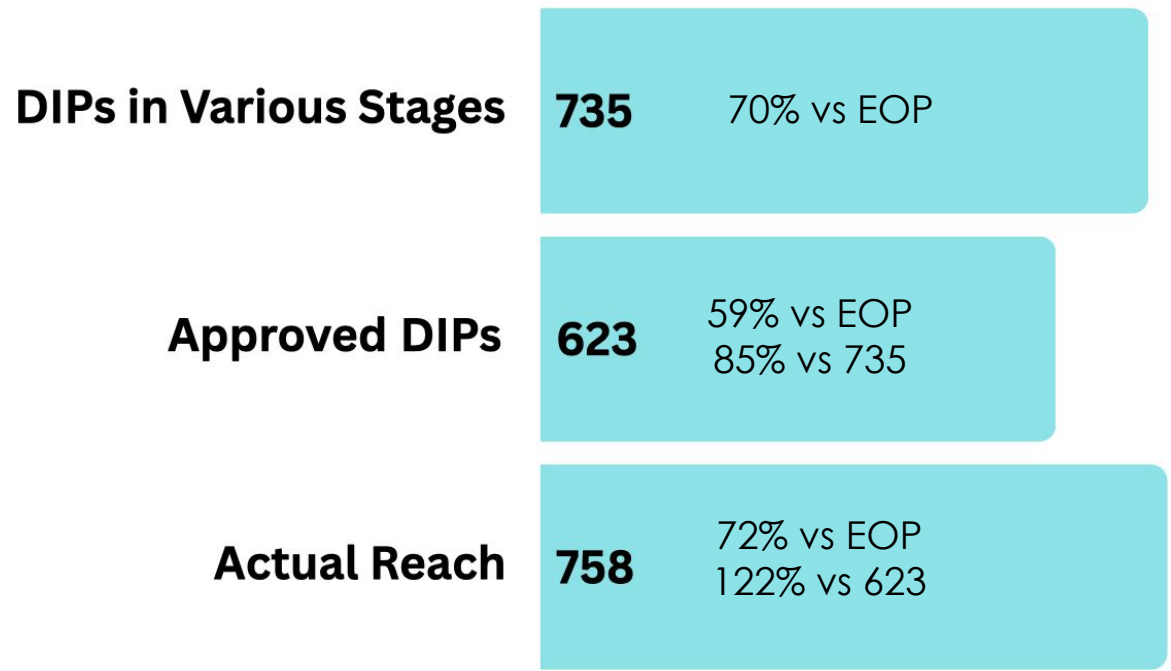 DIPs in Various Stages 735 70% vs EOP
Approved DIPs 623 59% vs EOP
85% vs 735
Actual Reach 758 72% vs EOP
122% vs 623